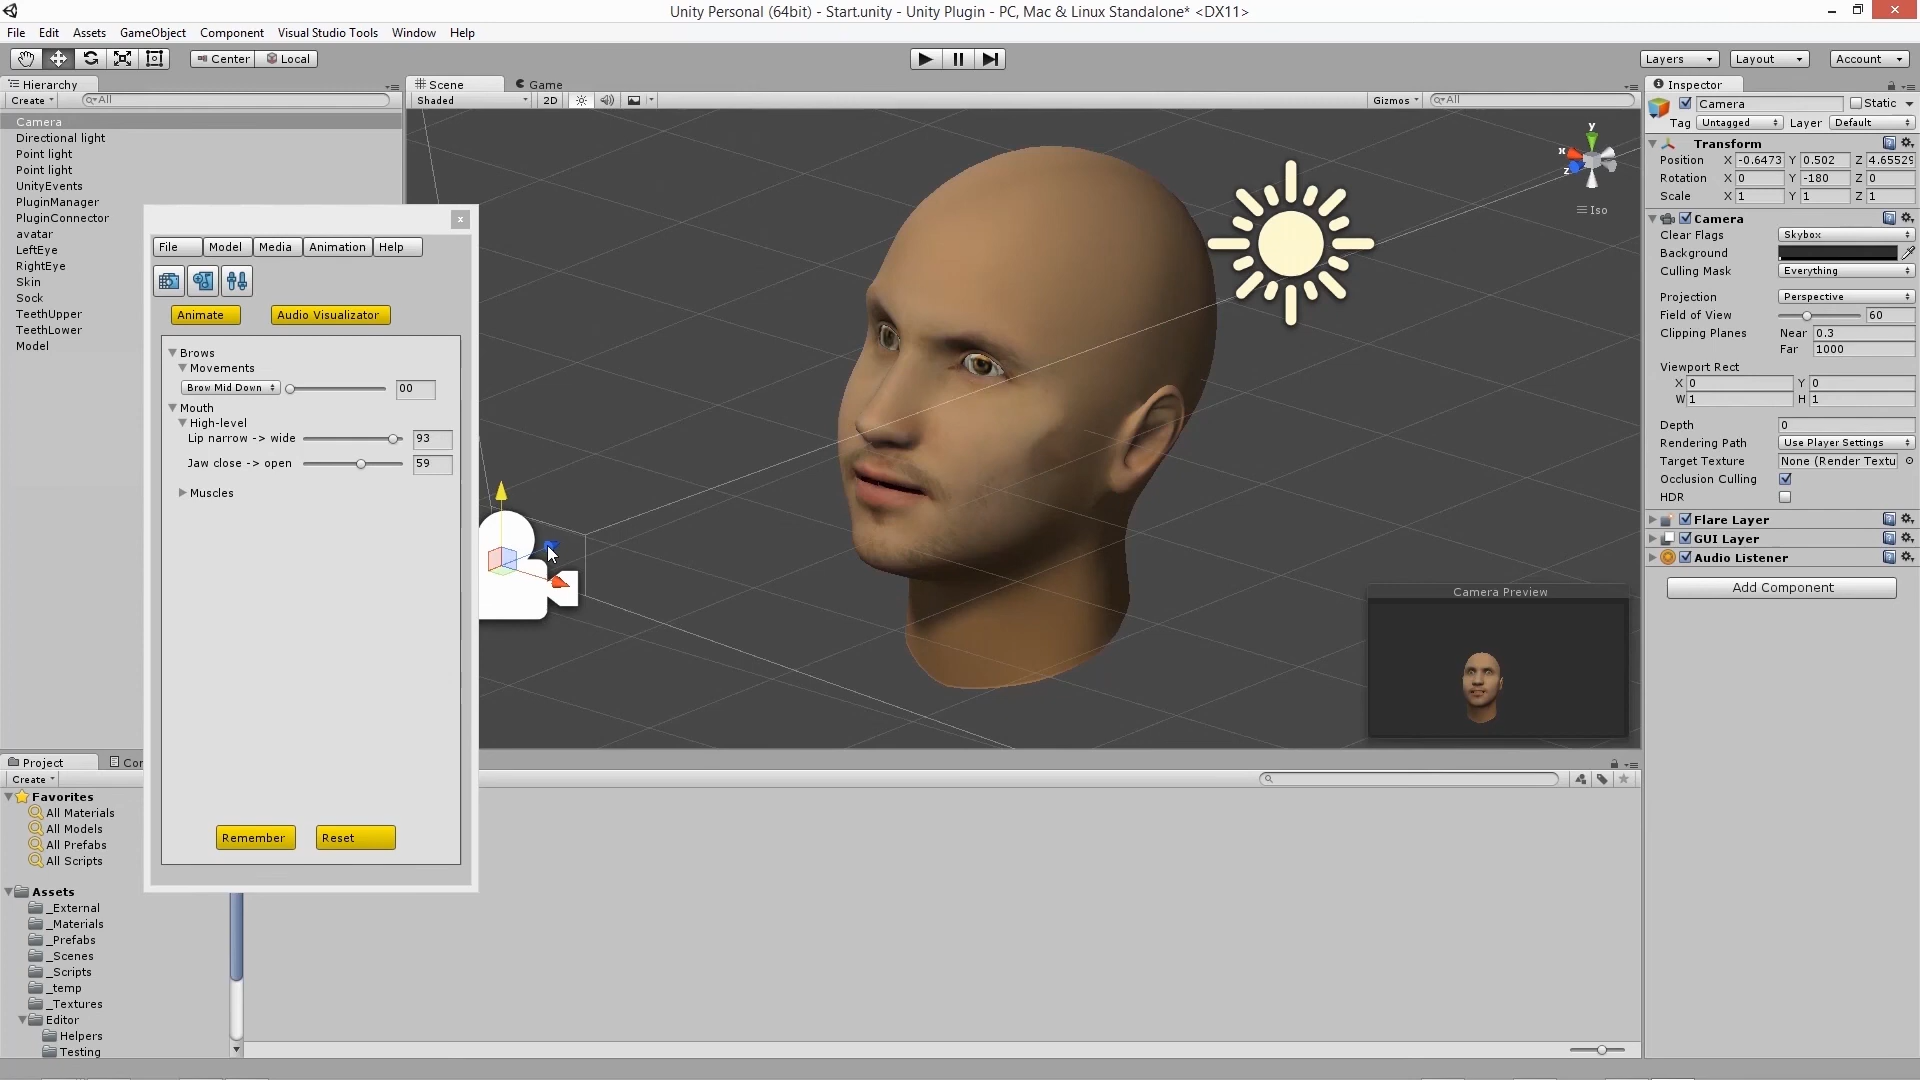 Unity Personal (64bit) - Start.unity - Unity Plugin - PC, Mac & Linux Standalone* <DX11>
File Edit Assets GameObject Component Visual Studio Tools Window Help
Center Local
Layers Layout Account
Hierarchy
Create All
Camera
Directional light
Point light
Point light
UnityEvents
PluginManager
PluginConnector
avatar
LeftEye
RightEye
Skin
Sock
TeethUpper
TeethLower
Model
File Model Media Animation Help
Animate Audio Visualizator
Brows
Movements
Brow Mid Down 00
Mouth
High-level
Lip narrow -> wide 93
Jaw close -> open 59
Muscles
Remember Reset
Scene Game
Shaded 2D Gizmos All
y
x
z
Iso
Camera Preview
Inspector
Camera Static
Tag Untagged Layer Default
Transform
Position X -0.6473 Y 0.502 Z 4.65529
Rotation X 0 Y -180 Z 0
Scale X 1 Y 1 Z 1
Camera
Clear Flags Skybox
Background
Culling Mask Everything
Projection Perspective
Field of View 60
Clipping Planes Near 0.3
Far 1000
Viewport Rect
X 0 Y 0
W 1 H 1
Depth 0
Rendering Path Use Player Settings
Target Texture None (Render Textu
Occlusion Culling
HDR
Flare Layer
GUI Layer
Audio Listener
Add Component
Project Con
Create
Favorites
All Materials
All Models
All Prefabs
All Scripts
Assets
_External
_Materials
_Prefabs
_Scenes
_Scripts
_temp
_Textures
Editor
Helpers
Testing